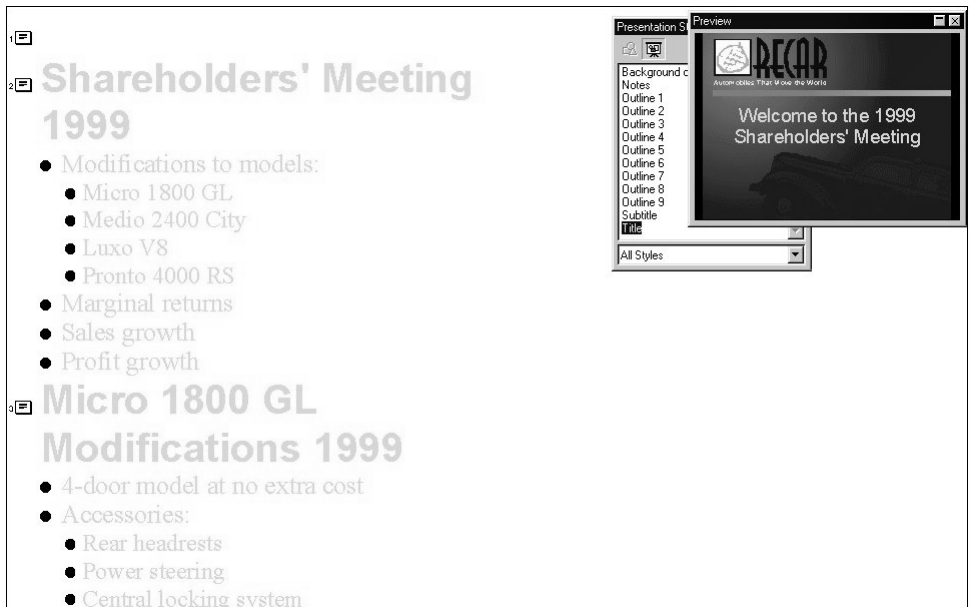 1
2
Shareholders' Meeting
1999
Modifications to models:
Micro 1800 GL
Medio 2400 City
Luxo V8
Pronto 4000 RS
Marginal returns
Sales growth
Profit growth
3
Micro 1800 GL
Modifications 1999
4-door model at no extra cost
Accessories:
Rear headrests
Power steering
Central locking system
Presentation S
Background c
Notes
Outline 1
Outline 2
Outline 3
Outline 4
Outline 5
Outline 6
Outline 7
Outline 8
Outline 9
Subtitle
Title
All Styles
Preview
RECAR
Automobiles That Move the World
Welcome to the 1999
Shareholders' Meeting